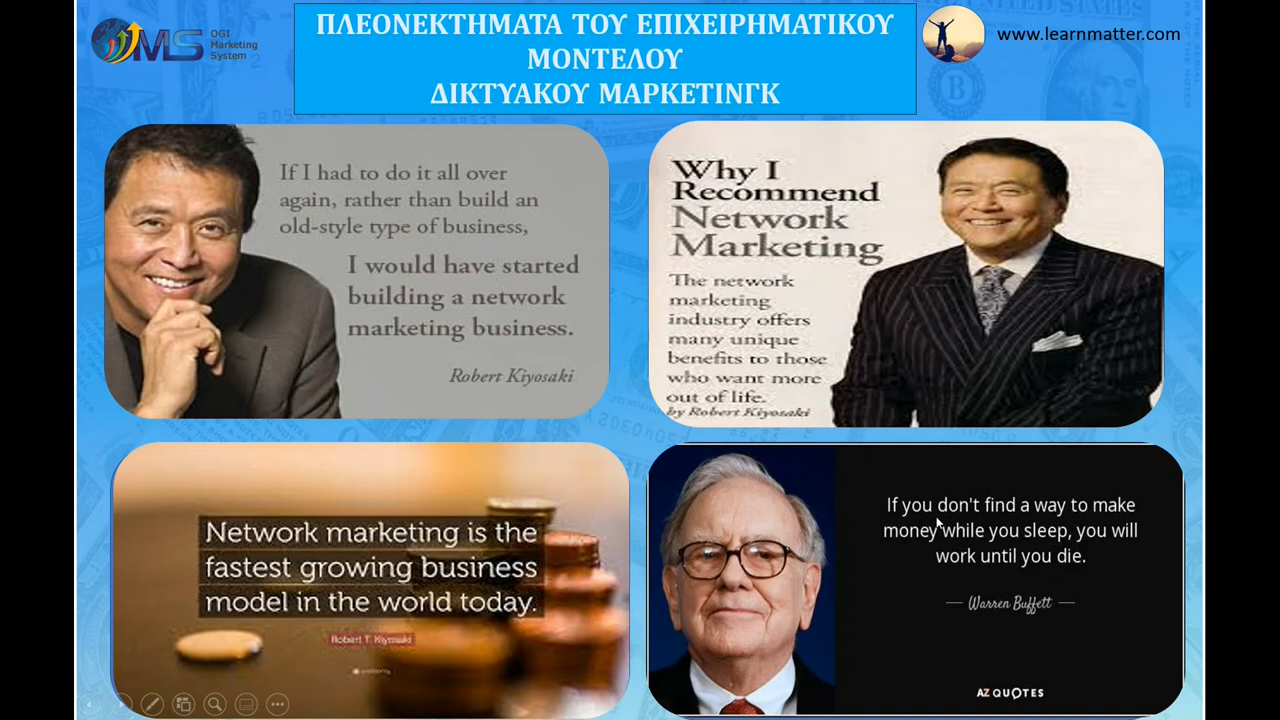 MS
OGI
Marketing
System
ΠΛΕΟΝΕΚΤΗΜΑΤΑ ΤΟΥ ΕΠΙΧΕΙΡΗΜΑΤΙΚΟΥ
ΜΟΝΤΕΛΟΥ
ΔΙΚΤΥΑΚΟΥ ΜΑΡΚΕΤΙΝΓΚ
www.learnmatter.com
If I had to do it all over
again, rather than build an
old-style type of business,
I would have started
building a network
marketing business.
Robert Kiyosaki
Why I
Recommend
Network
Marketing
The network
marketing
industry offers
many unique
benefits to those
who want more
out of life.
by Robert Kiyosaki
Network marketing is the
fastest growing business
model in the world today.
Robert T. Kiyosaki
If you don't find a way to make
money while you sleep, you will
work until you die.
Warren Buffett
AZ QUOTES